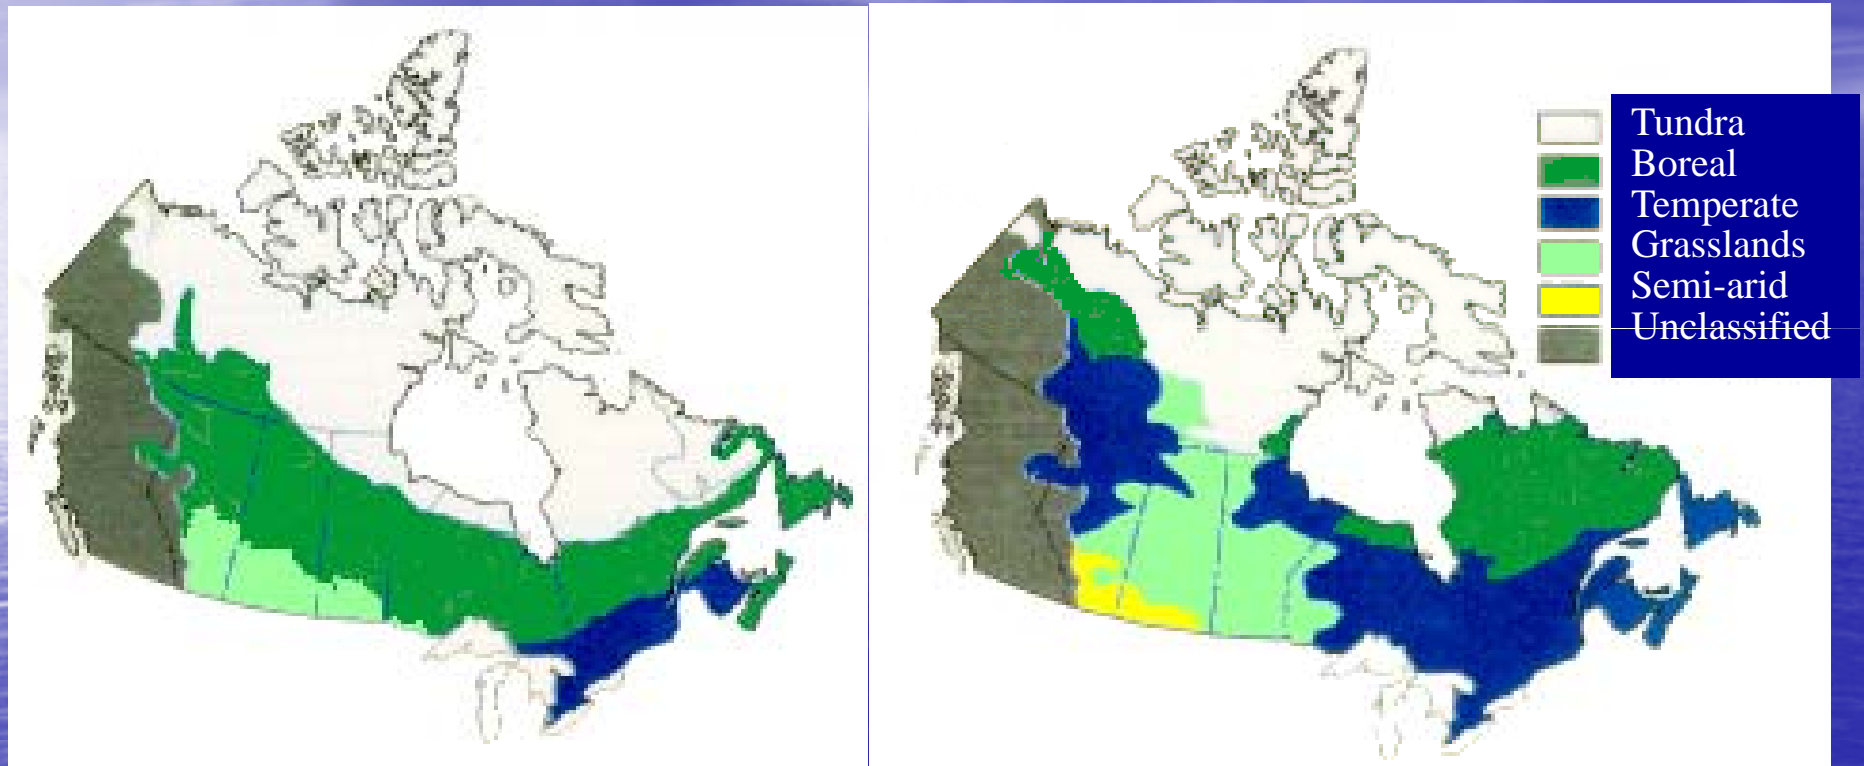 Tundra
Boreal
Temperate
Grasslands
Semi-arid
Unclassified